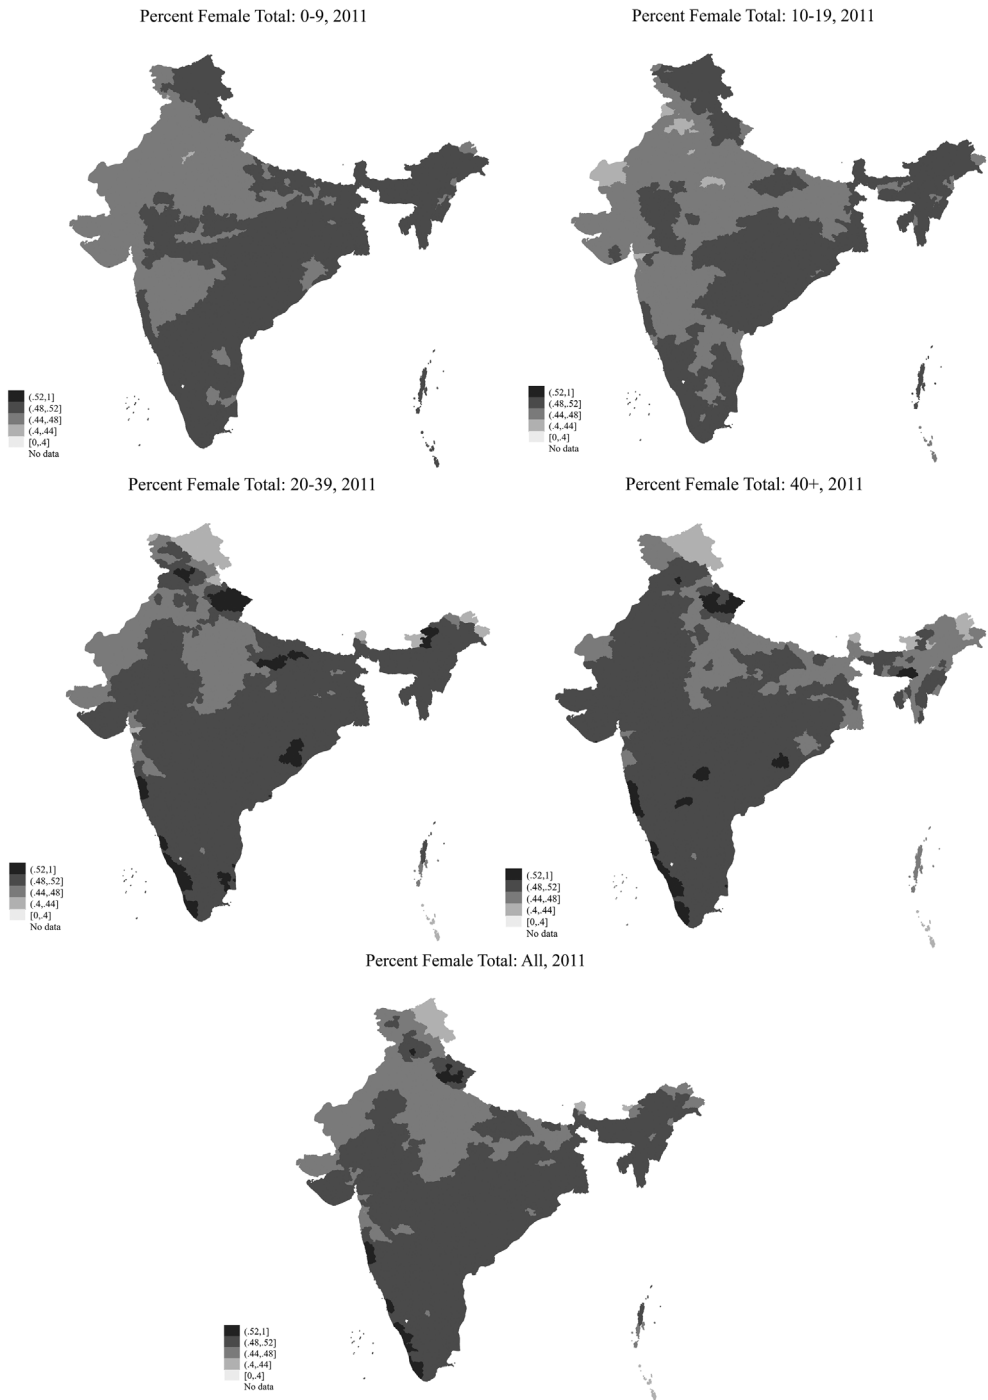 Percent Female Total: 0-9, 2011
(.52,1]
(.48,.52]
(.44,.48]
(.4,.44]
[0,.4]
No data
Percent Female Total: 10-19, 2011
(.52,1]
(.48,.52]
(.44,.48]
(.4,.44]
[0,.4]
No data
Percent Female Total: 20-39, 2011
(.52,1]
(.48,.52]
(.44,.48]
(.4,.44]
[0,.4]
No data
Percent Female Total: 40+, 2011
(.52,1]
(.48,.52]
(.44,.48]
(.4,.44]
[0,.4]
No data
Percent Female Total: All, 2011
(.52,1]
(.48,.52]
(.44,.48]
(.4,.44]
[0,.4]
No data